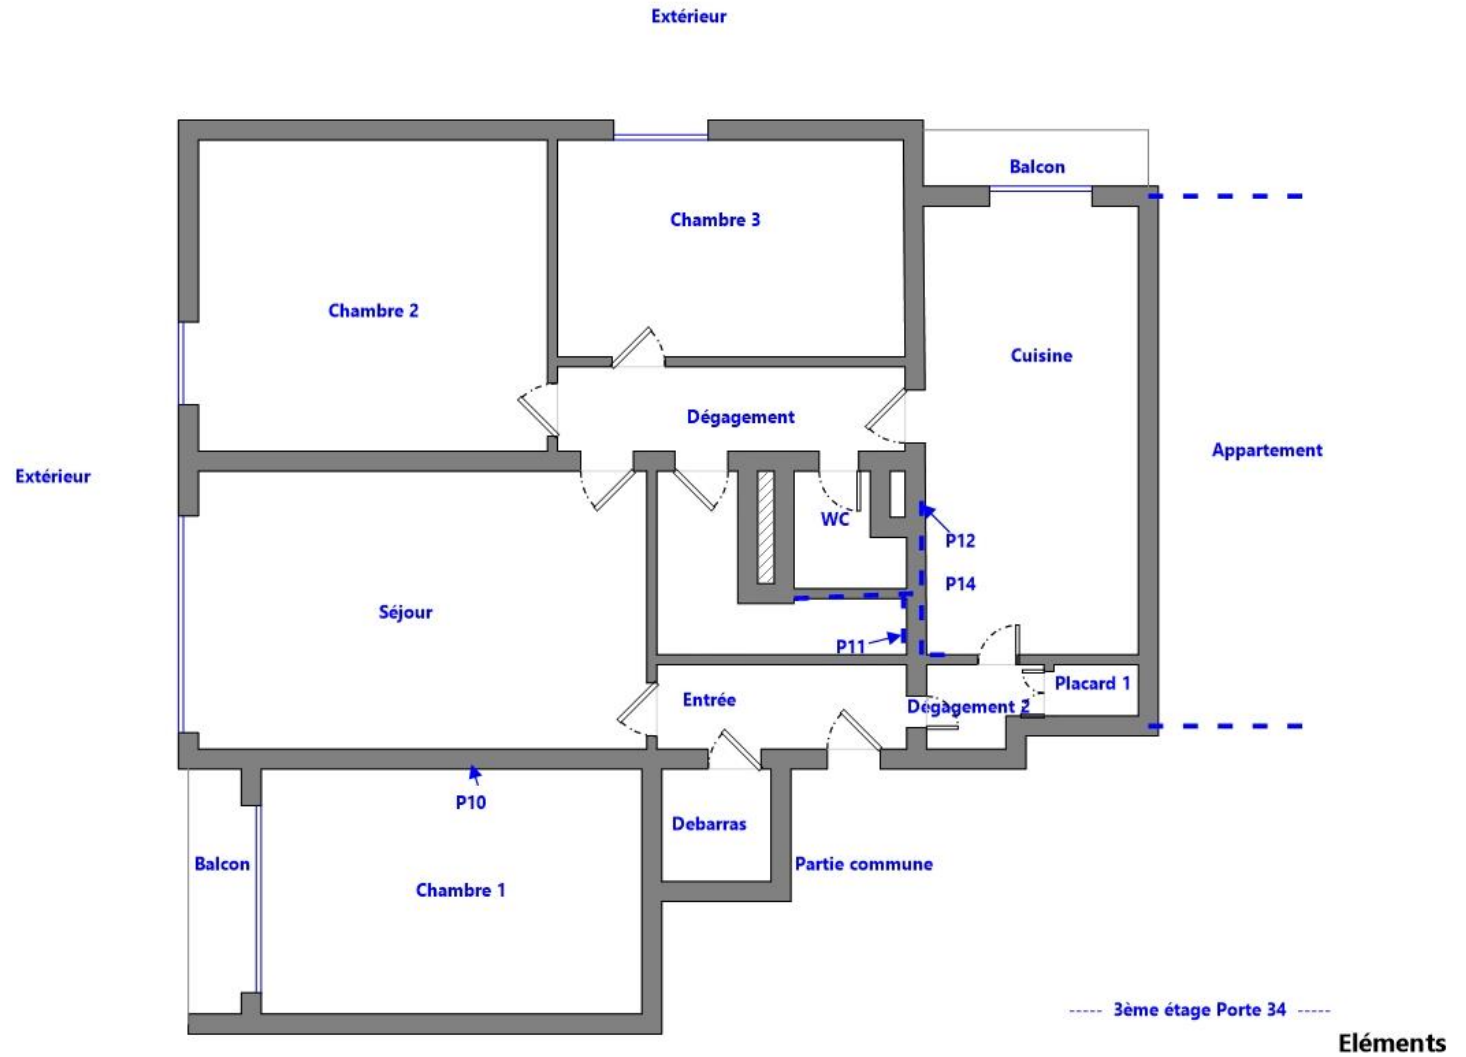 Extérieur
Balcon
Chambre 3
Chambre 2
Cuisine
Dégagement
Appartement
Extérieur
WC
P12
P14
Séjour
P11
Placard 1
Entrée
Dégagement 2
P10
Debarras
Balcon
Partie commune
Chambre 1
----- 3ème étage Porte 34 -----
Eléments